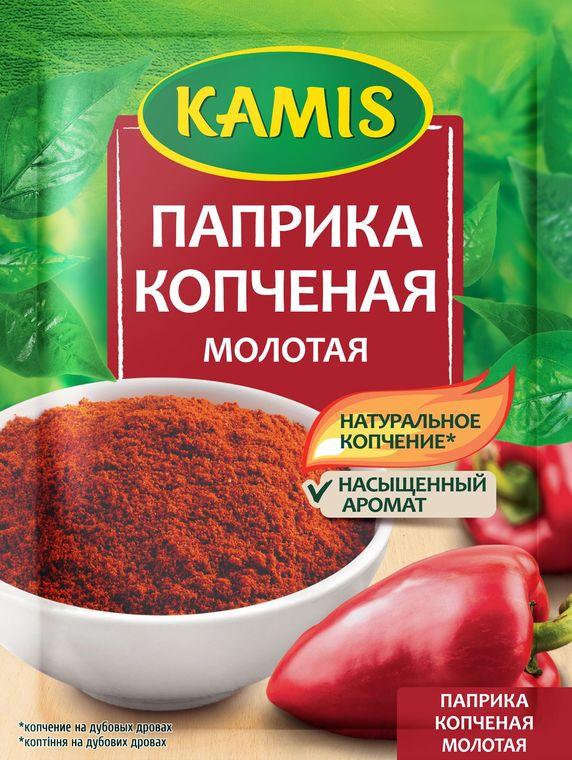 KAMIS
ПАПРИКА
КОПЧЕНАЯ
МОЛОТАЯ
НАТУРАЛЬНОЕ
КОПЧЕНИЕ*
НАСЫЩЕННЫЙ
АРОМАТ
*копчение на дубовых дровах
*коптіння на дубових дровах
ПАПРИКА
КОПЧЕНАЯ
МОЛОТАЯ